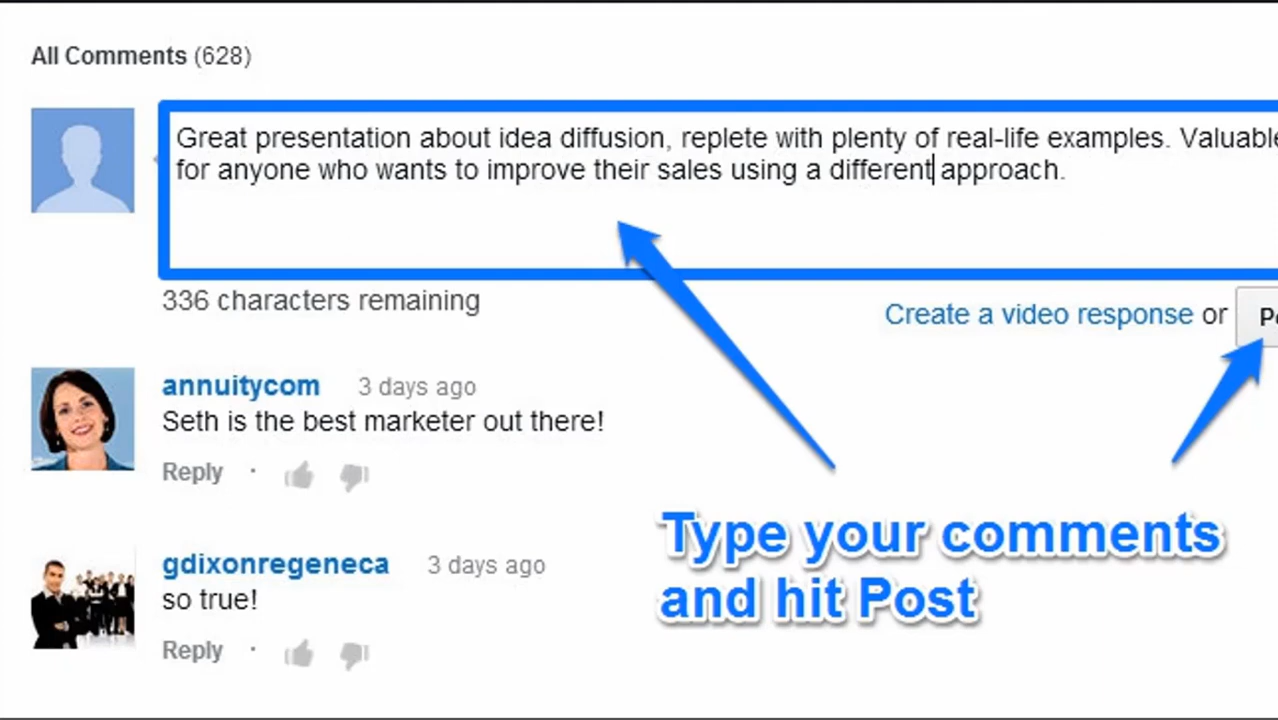 All Comments (628)
Great presentation about idea diffusion, replete with plenty of real-life examples. Valuable
for anyone who wants to improve their sales using a different approach.
336 characters remaining
Create a video response or
annuitycom 3 days ago
Seth is the best marketer out there!
Reply ·
gdixonregeneca 3 days ago
so true!
Reply ·
Type your comments
and hit Post